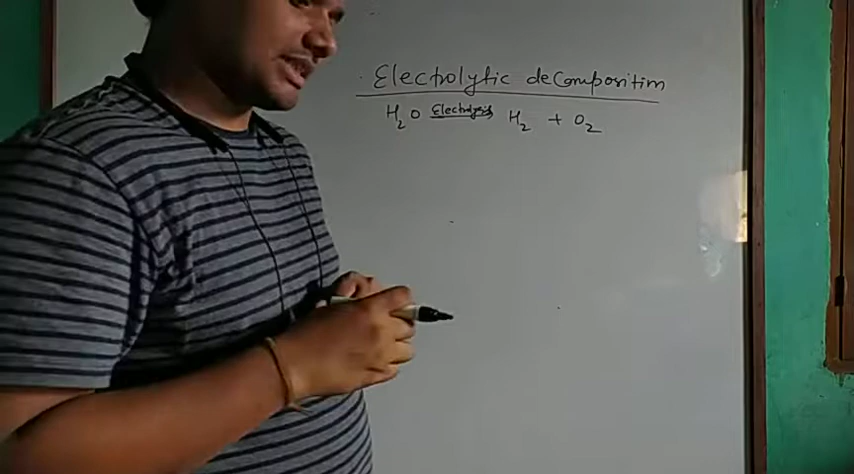 Electrolytic decomposition
H₂O Electrolysis H₂ + O₂